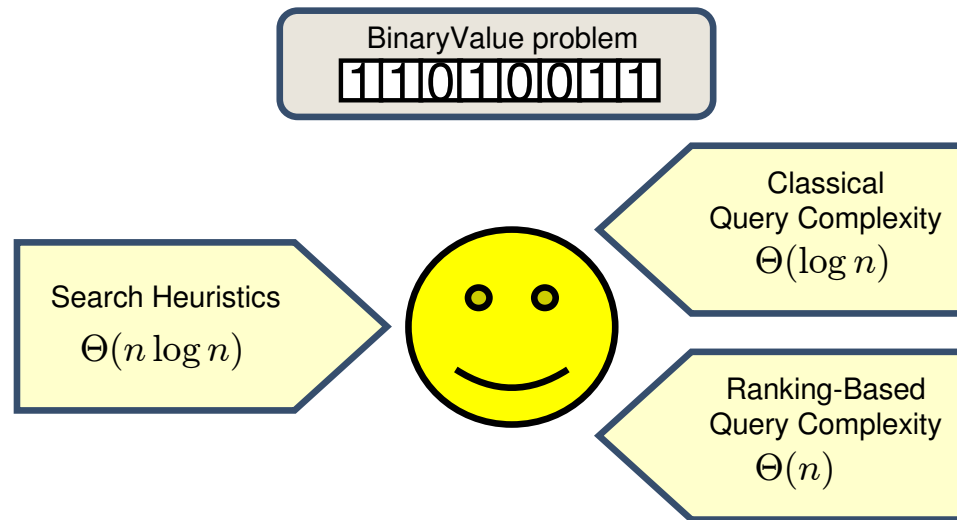 BinaryValue problem
11010011
Search Heuristics
Θ(n log n)
Classical
Query Complexity
Θ(log n)
Ranking-Based
Query Complexity
Θ(n)